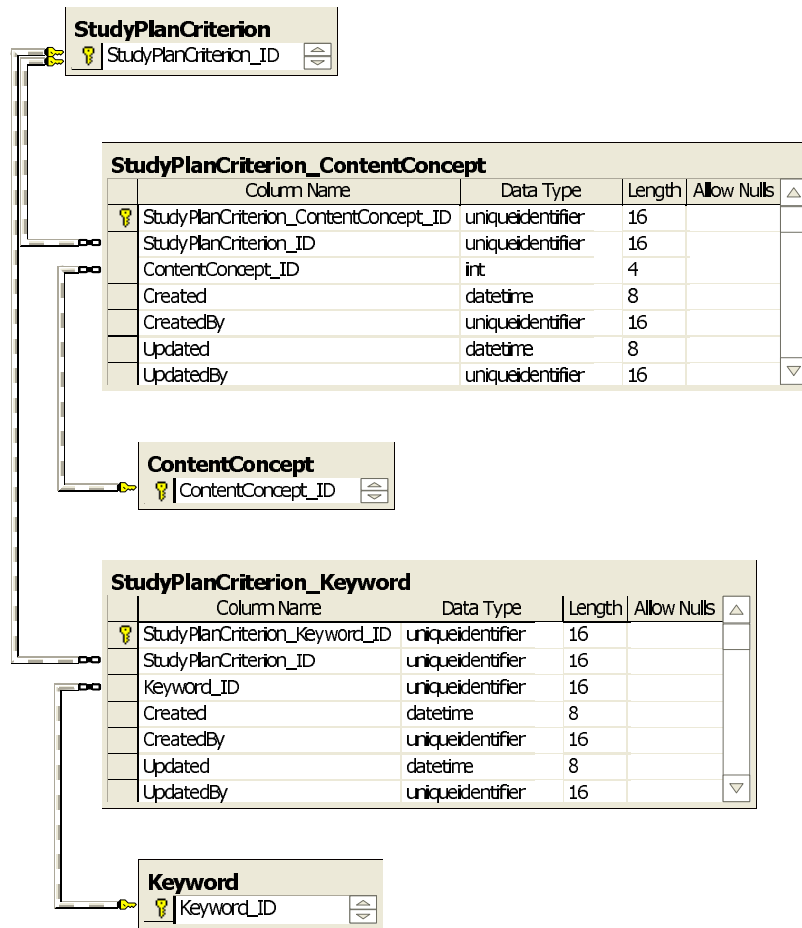 StudyPlanCriterion
StudyPlanCriterion_ID
StudyPlanCriterion_ContentConcept
Column Name Data Type Length Allow Nulls
StudyPlanCriterion_ContentConcept_ID uniqueidentifier 16
StudyPlanCriterion_ID uniqueidentifier 16
ContentConcept_ID int 4
Created datetime 8
CreatedBy uniqueidentifier 16
Updated datetime 8
UpdatedBy uniqueidentifier 16
ContentConcept
ContentConcept_ID
StudyPlanCriterion_Keyword
Column Name Data Type Length Allow Nulls
StudyPlanCriterion_Keyword_ID uniqueidentifier 16
StudyPlanCriterion_ID uniqueidentifier 16
Keyword_ID uniqueidentifier 16
Created datetime 8
CreatedBy uniqueidentifier 16
Updated datetime 8
UpdatedBy uniqueidentifier 16
Keyword
Keyword_ID